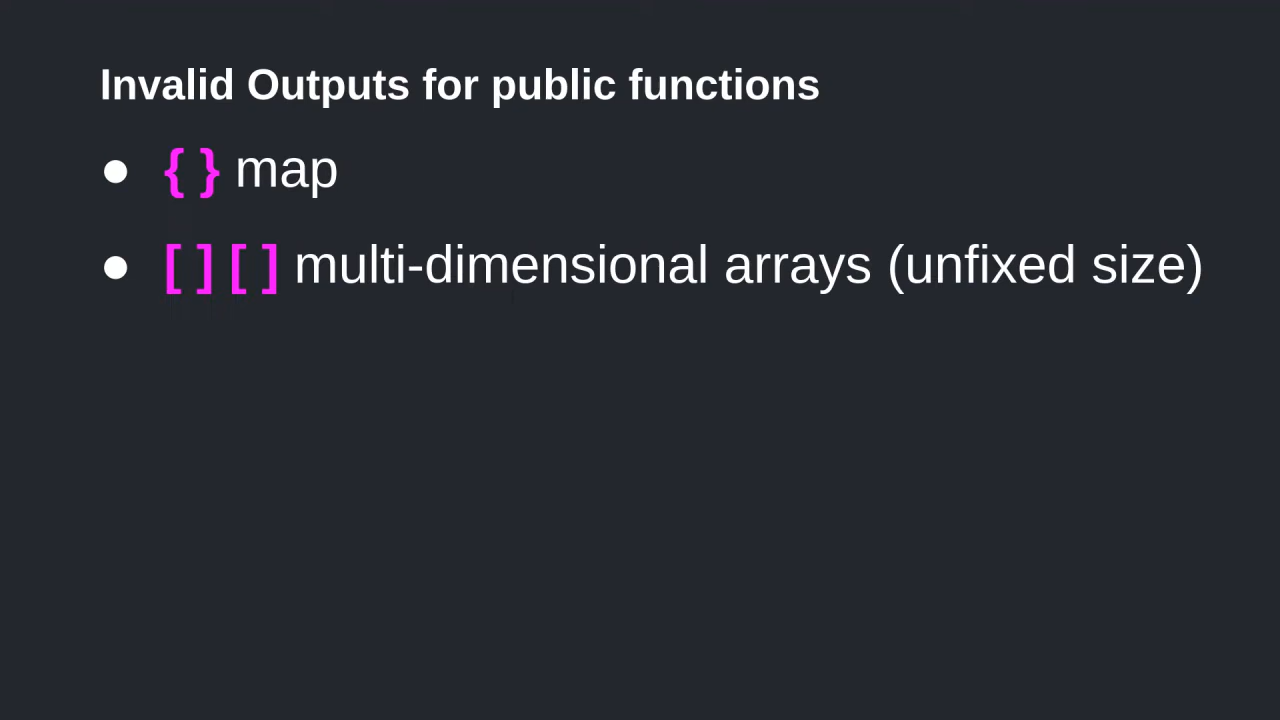 Invalid Outputs for public functions
● { } map
● [ ] [ ] multi-dimensional arrays (unfixed size)